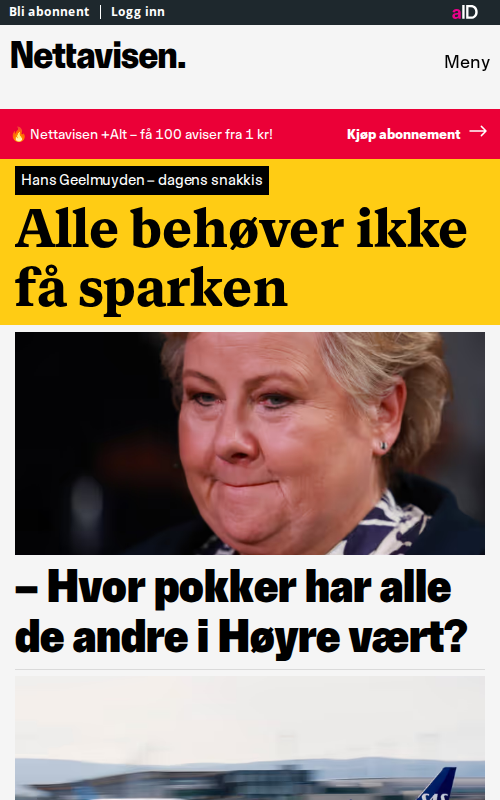 Bli abonnent
Logg inn
aID
Nettavisen.
Meny
🔥 Nettavisen +Alt – få 100 aviser fra 1 kr!
Kjøp abonnement →
Hans Geelmuyden – dagens snakkis
Alle behøver ikke
få sparken
– Hvor pokker har alle
de andre i Høyre vært?
SAS